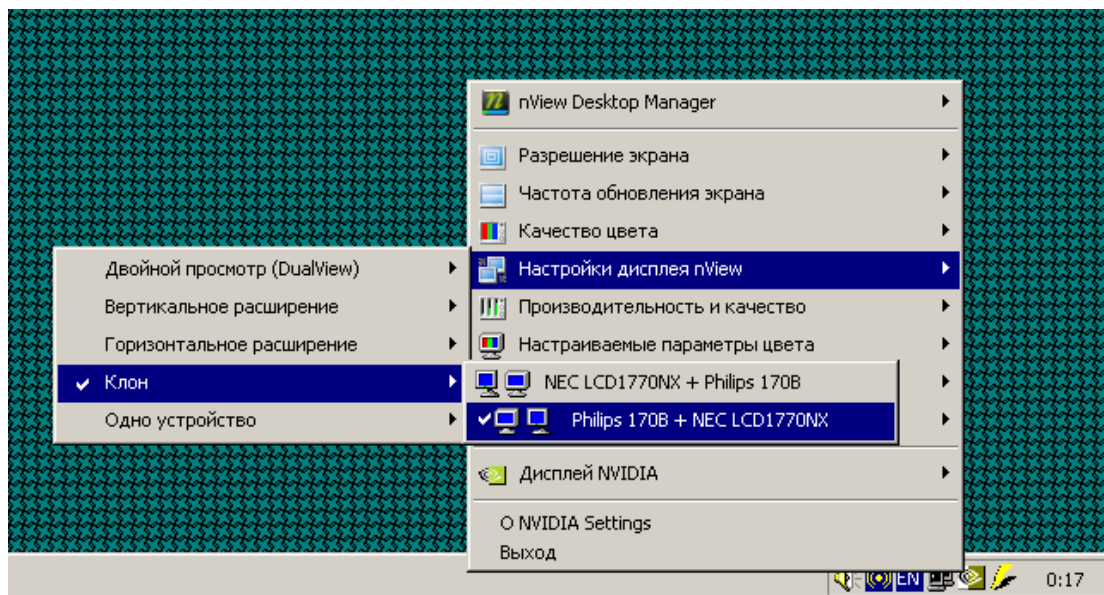 nView Desktop Manager
Разрешение экрана
Частота обновления экрана
Качество цвета
Настройки дисплея nView
Производительность и качество
Настраиваемые параметры цвета
Двойной просмотр (DualView)
Вертикальное расширение
Горизонтальное расширение
Клон
Одно устройство
NEC LCD1770NX + Philips 170B
Philips 170B + NEC LCD1770NX
Дисплей NVIDIA
О NVIDIA Settings
Выход
EN
0:17